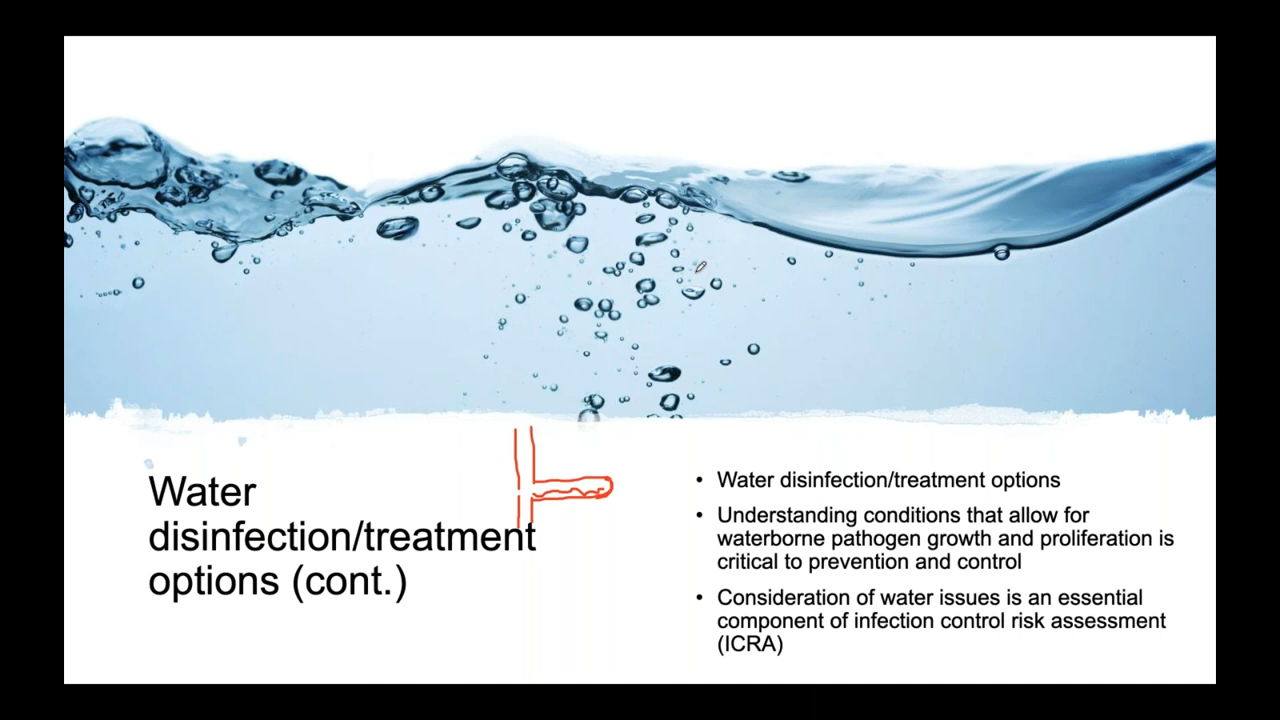 Water
disinfection/treatment
options (cont.)
• Water disinfection/treatment options
• Understanding conditions that allow for
waterborne pathogen growth and proliferation is
critical to prevention and control
• Consideration of water issues is an essential
component of infection control risk assessment
(ICRA)